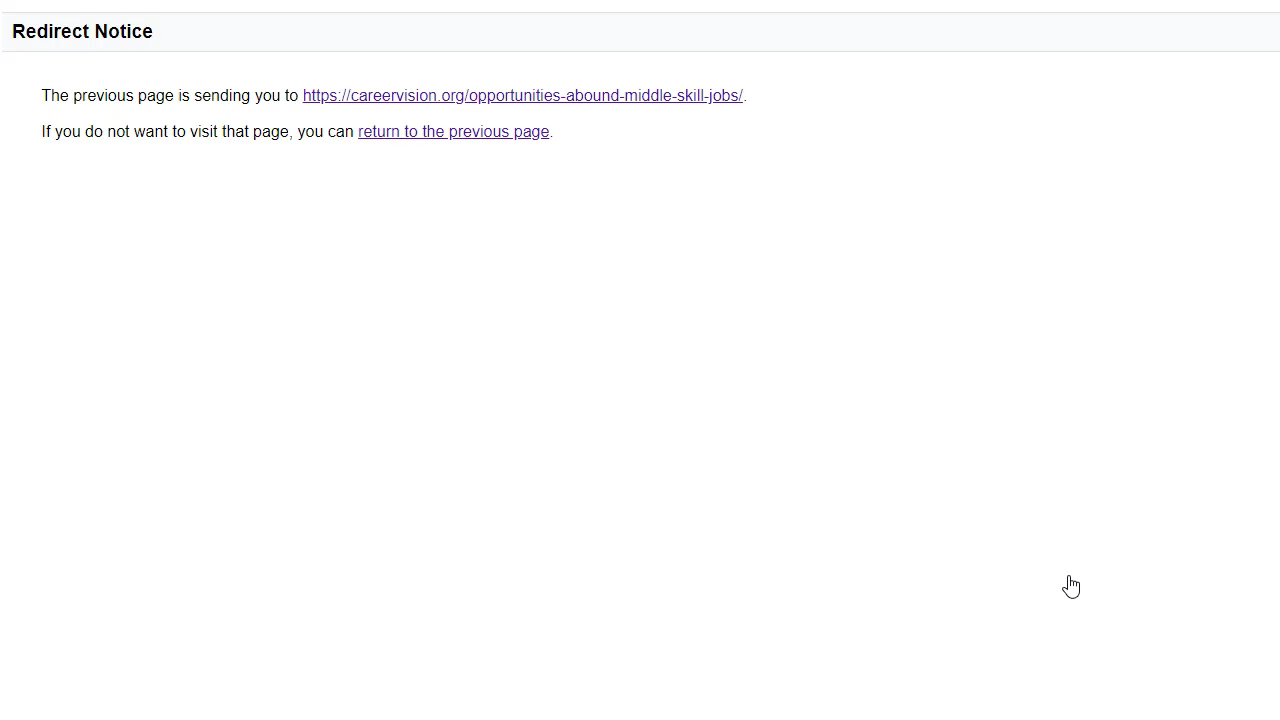 Redirect Notice
The previous page is sending you to https://careervision.org/opportunities-abound-middle-skill-jobs/.
If you do not want to visit that page, you can return to the previous page.